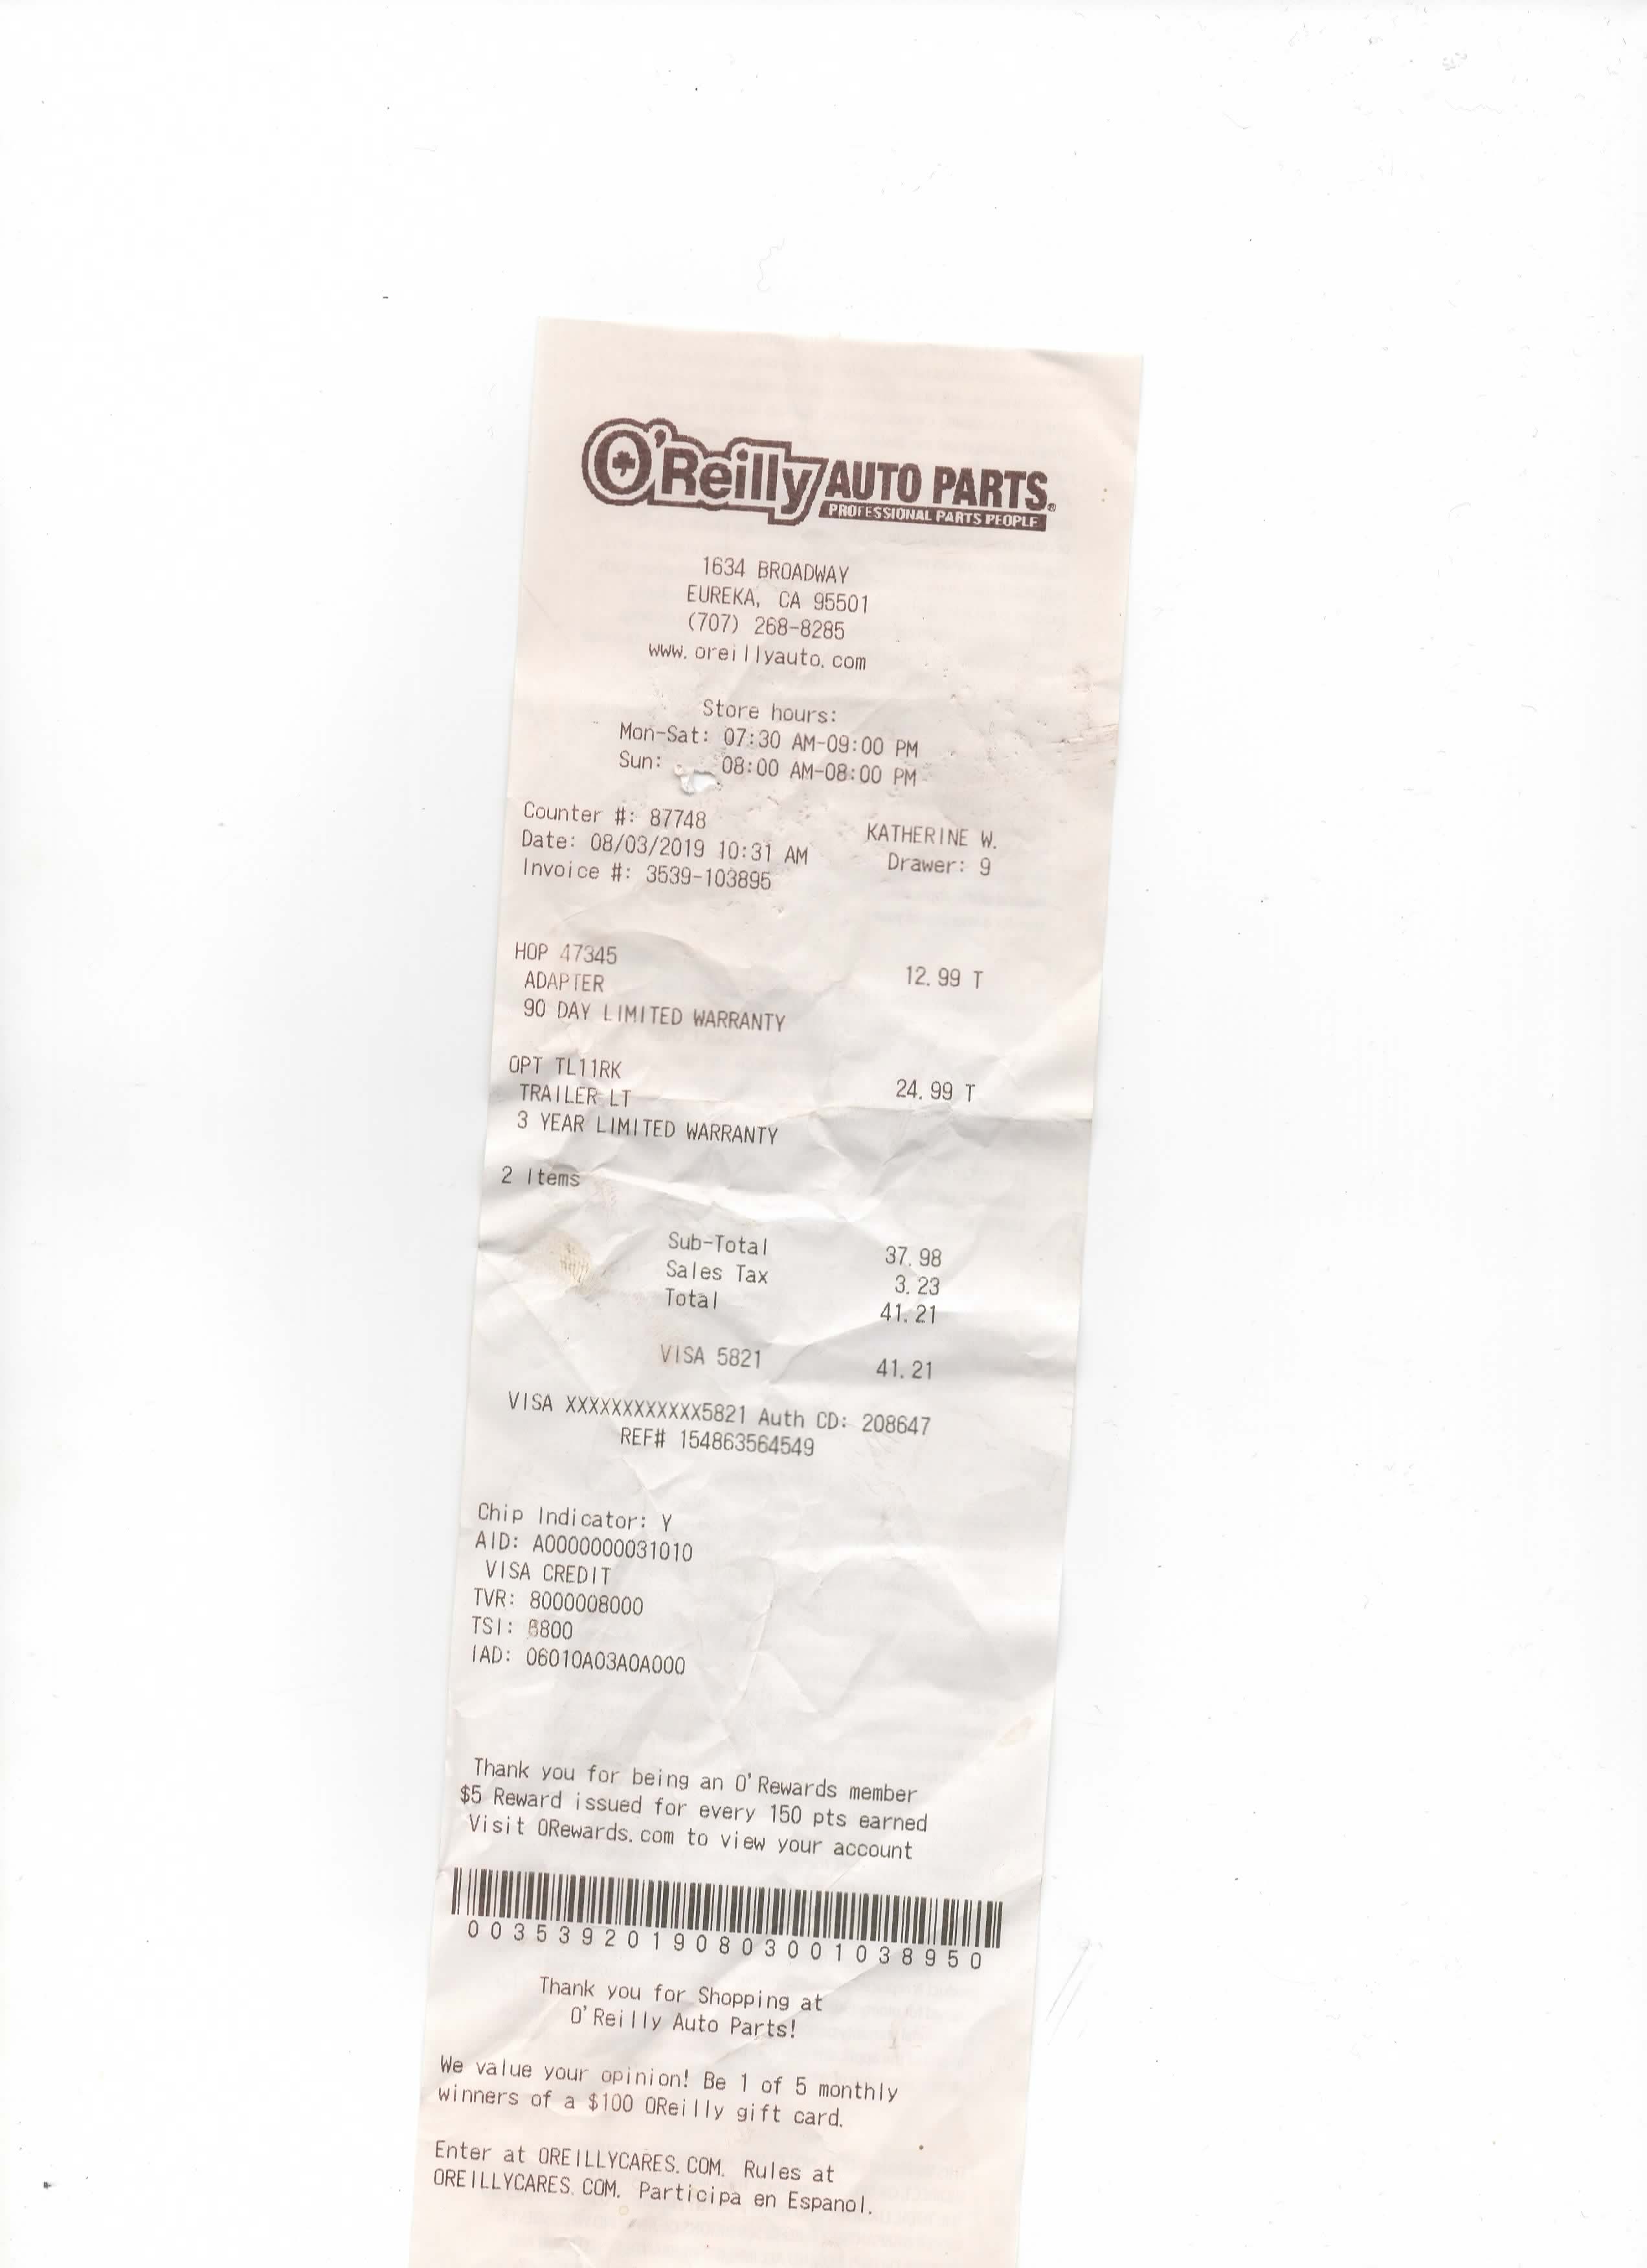 O'Reilly AUTO PARTS®
PROFESSIONAL PARTS PEOPLE
1634 BROADWAY
EUREKA, CA 95501
(707) 268-8285
www.oreillyauto.com
Store hours:
Mon-Sat: 07:30 AM-09:00 PM
Sun: 08:00 AM-08:00 PM
Counter #: 87748 KATHERINE W.
Date: 08/03/2019 10:31 AM Drawer: 9
Invoice #: 3539-103895
HOP 47345
ADAPTER 12.99 T
90 DAY LIMITED WARRANTY
OPT TL11RK
TRAILER LT 24.99 T
3 YEAR LIMITED WARRANTY
2 Items
Sub-Total 37.98
Sales Tax 3.23
Total 41.21
VISA 5821 41.21
VISA XXXXXXXXXXXX5821 Auth CD: 208647
REF# 154863564549
Chip Indicator: Y
AID: A0000000031010
VISA CREDIT
TVR: 8000008000
TSI: 6800
IAD: 06010A03A0A000
Thank you for being an O'Rewards member
$5 Reward issued for every 150 pts earned
Visit ORewards.com to view your account
00353920190803001038950
Thank you for Shopping at
O'Reilly Auto Parts!
We value your opinion! Be 1 of 5 monthly
winners of a $100 OReilly gift card.
Enter at OREILLYCARES.COM. Rules at
OREILLYCARES.COM. Participa en Espanol.